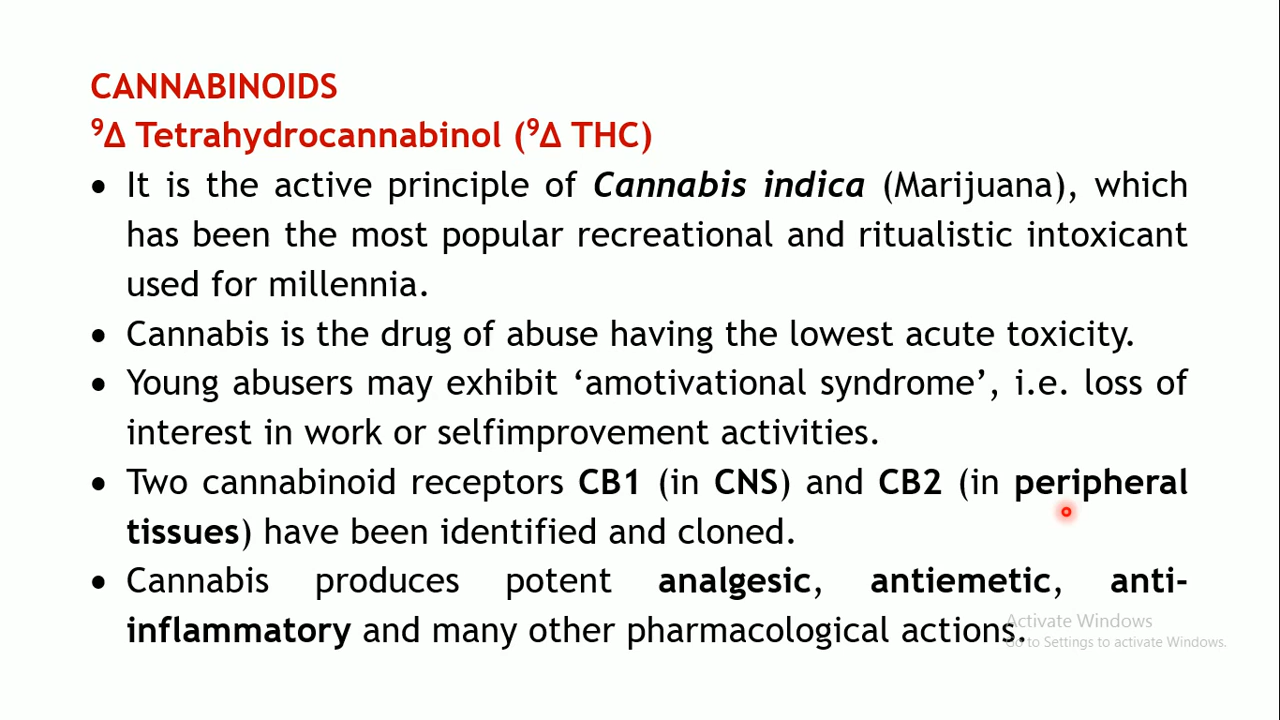 CANNABINOIDS
⁹Δ Tetrahydrocannabinol (⁹Δ THC)
• It is the active principle of Cannabis indica (Marijuana), which
has been the most popular recreational and ritualistic intoxicant
used for millennia.
• Cannabis is the drug of abuse having the lowest acute toxicity.
• Young abusers may exhibit ‘amotivational syndrome’, i.e. loss of
interest in work or selfimprovement activities.
• Two cannabinoid receptors CB1 (in CNS) and CB2 (in peripheral
tissues) have been identified and cloned.
• Cannabis produces potent analgesic, antiemetic, anti-
inflammatory and many other pharmacological actions.
Activate Windows
Go to Settings to activate Windows.